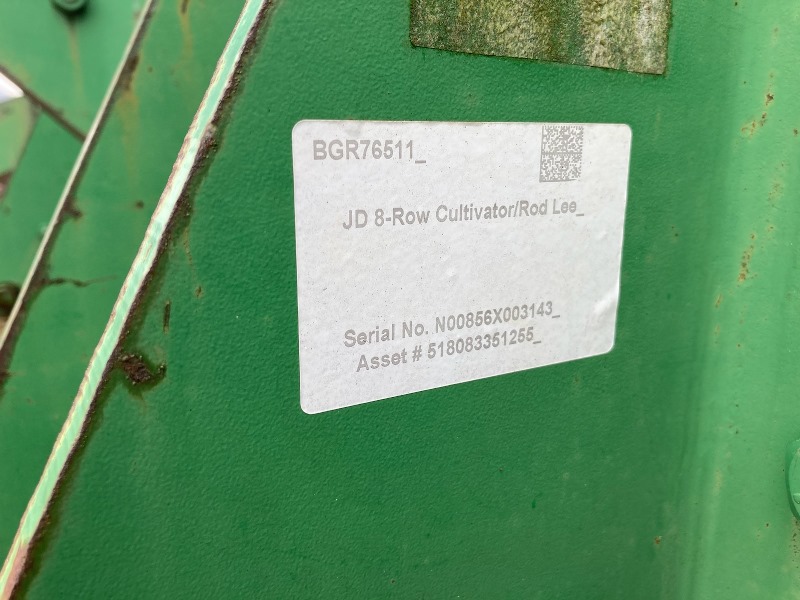 BGR76511_
JD 8-Row Cultivator/Rod Lee_
Serial No. N00856X003143_
Asset # 518083351255_